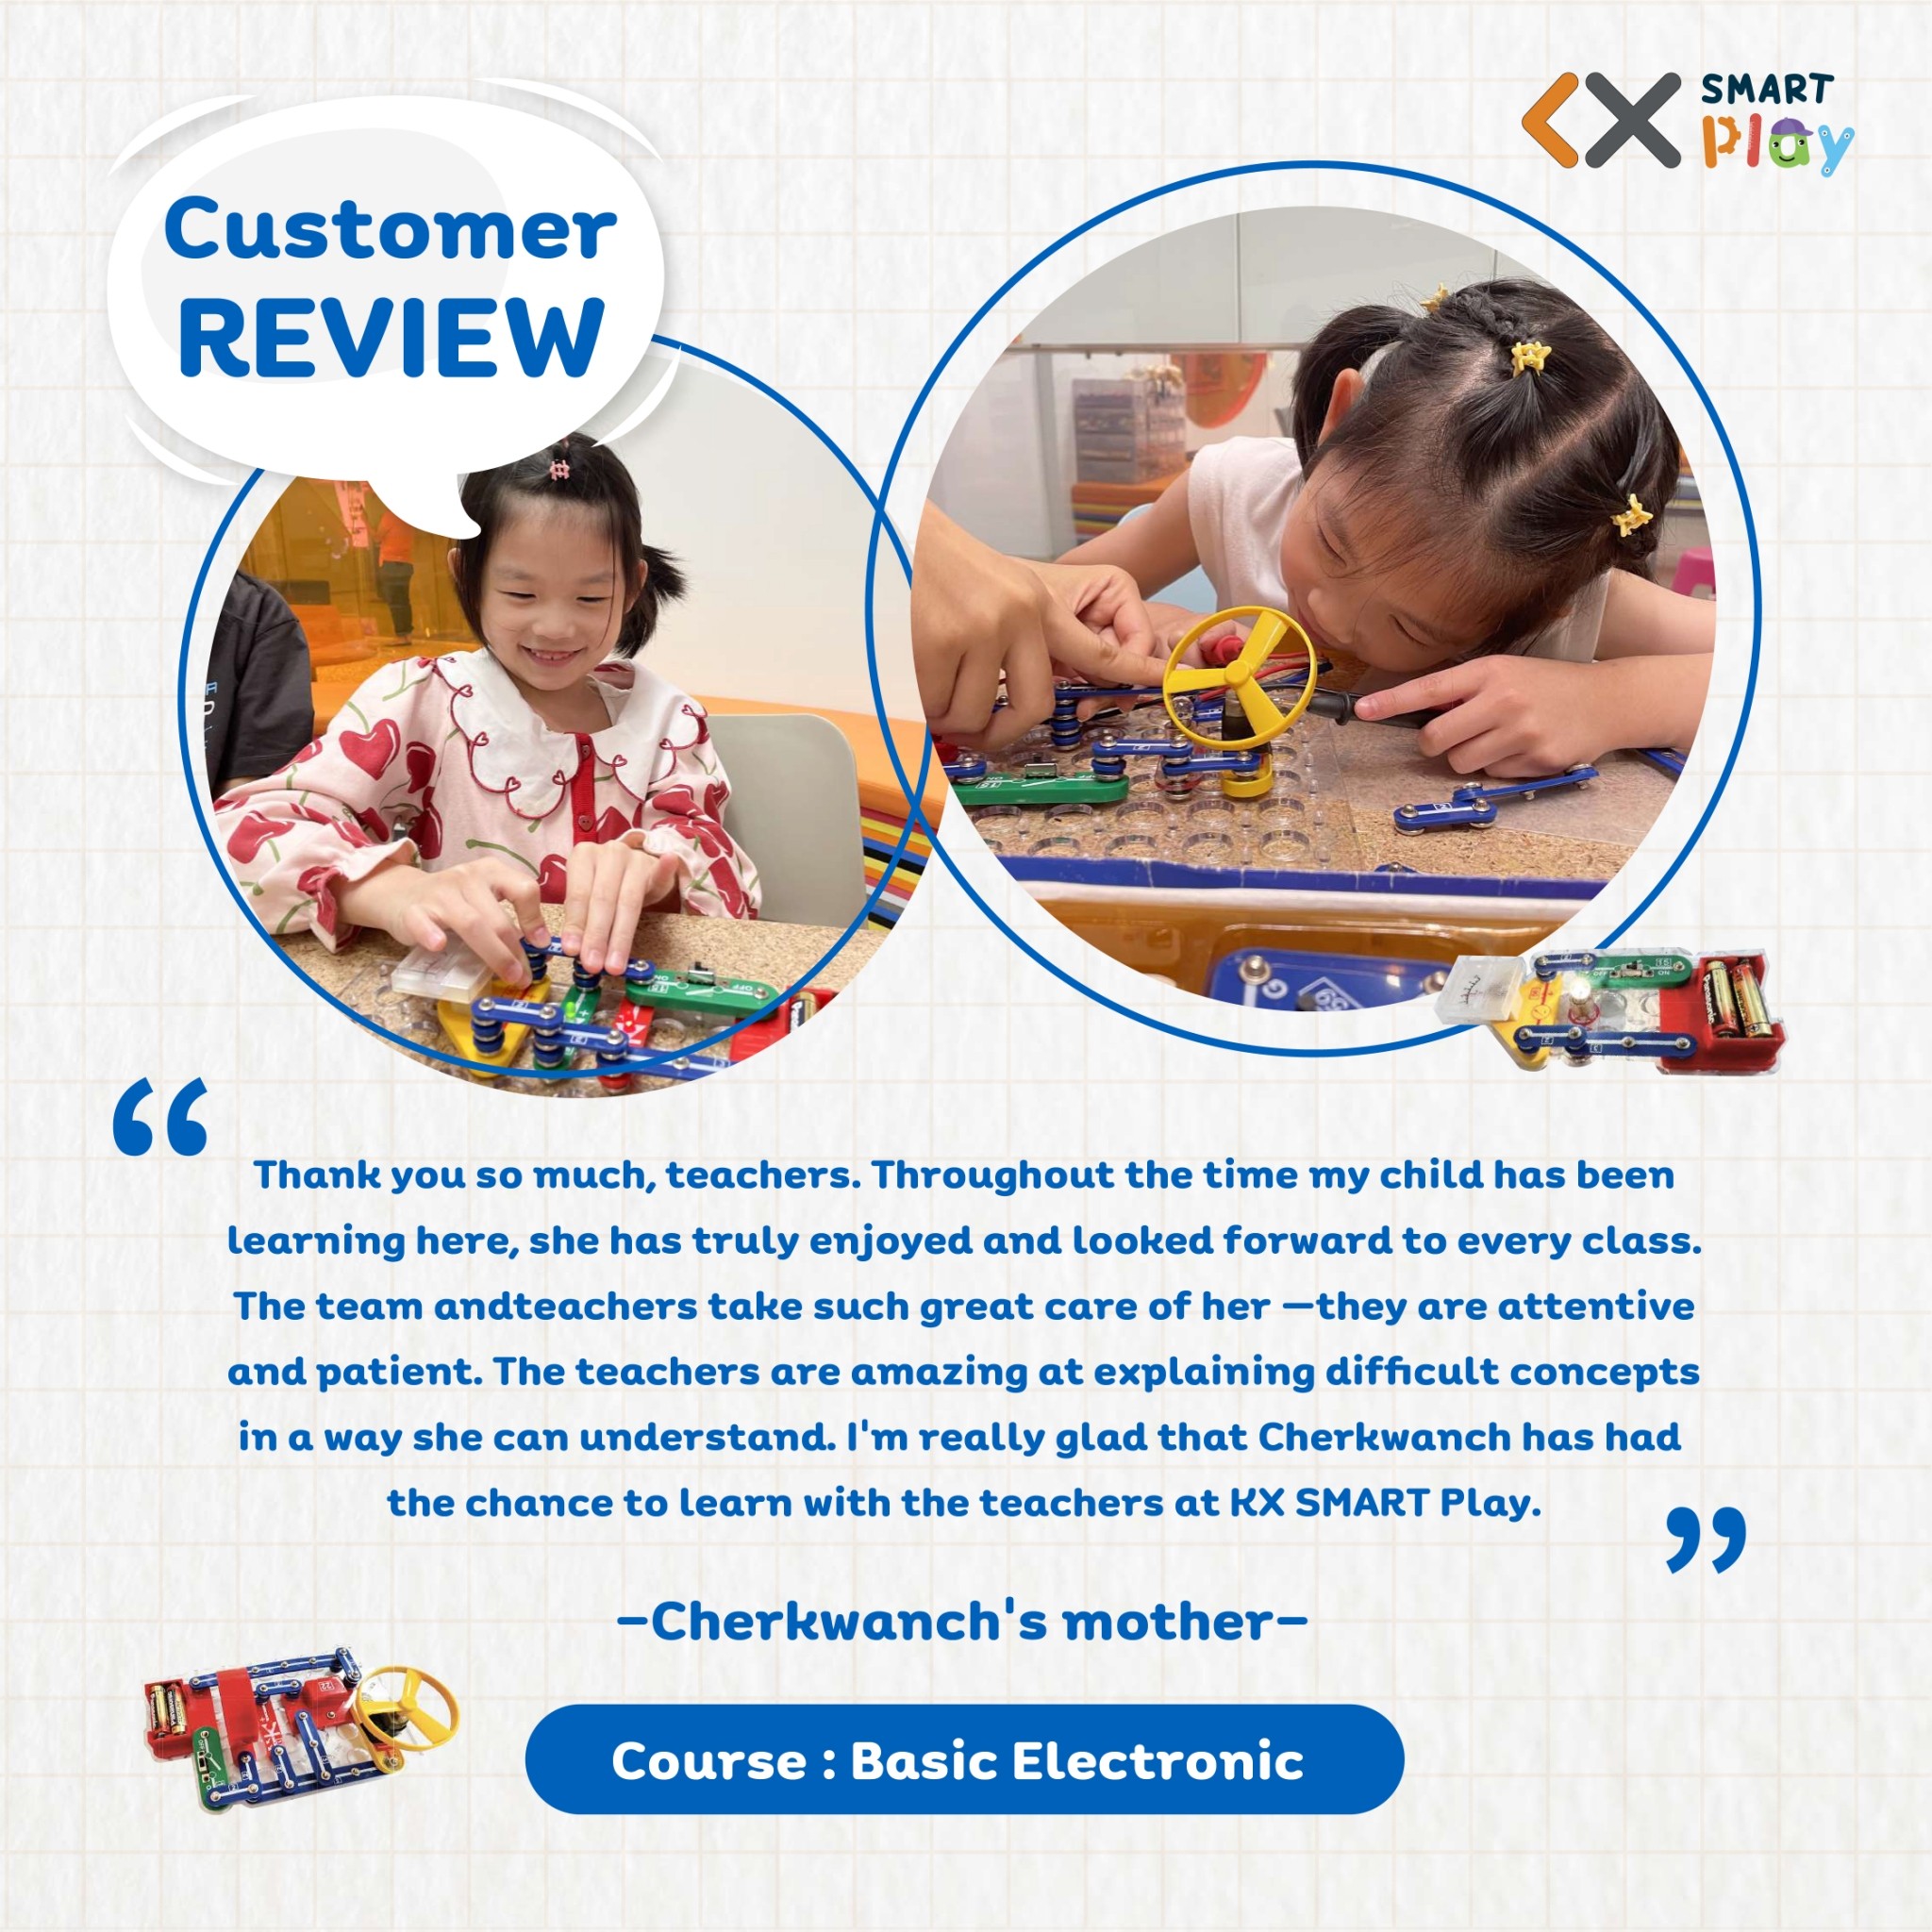 Customer
REVIEW
KX SMART
play
“
Thank you so much, teachers. Throughout the time my child has been
learning here, she has truly enjoyed and looked forward to every class.
The team andteachers take such great care of her —they are attentive
and patient. The teachers are amazing at explaining difficult concepts
in a way she can understand. I'm really glad that Cherkwanch has had
the chance to learn with the teachers at KX SMART Play.
”
–Cherkwanch's mother–
Course : Basic Electronic